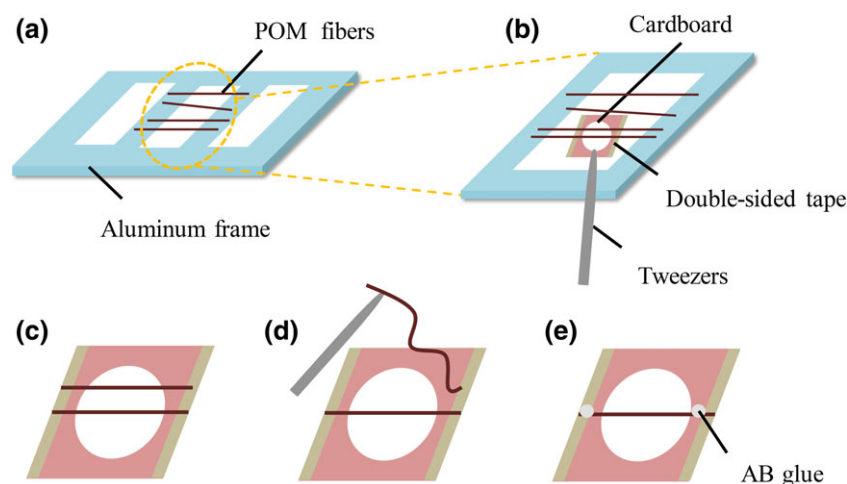 (a)
POM fibers
Aluminum frame
(b)
Cardboard
Double-sided tape
Tweezers
(c)
(d)
(e)
AB glue